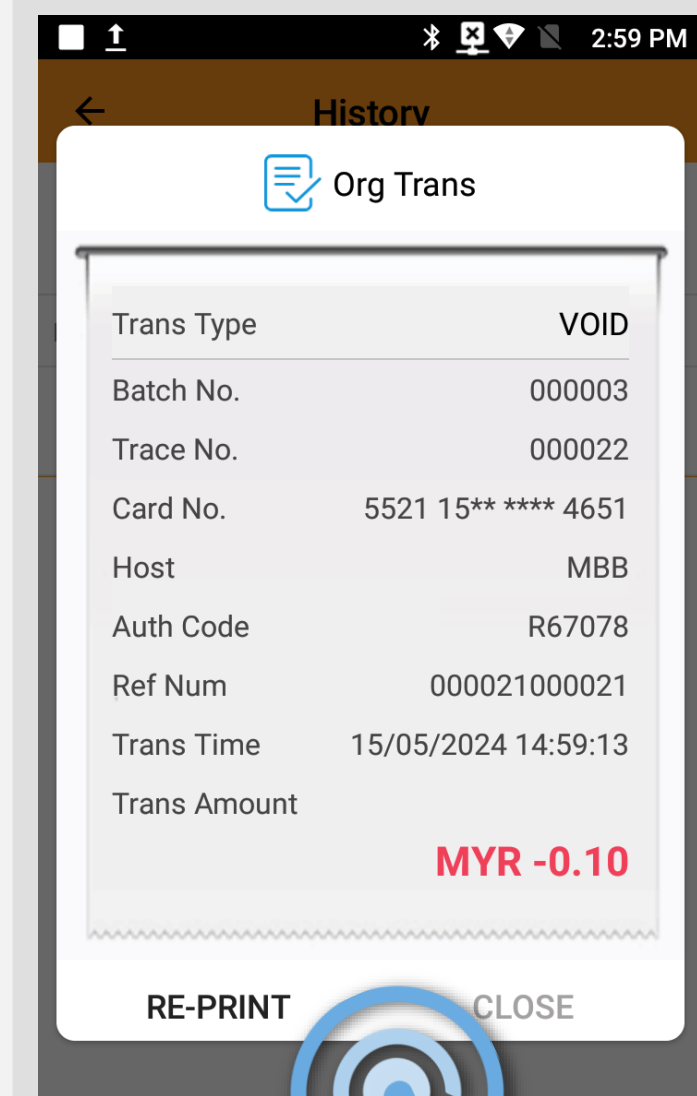 2:59 PM
History
Org Trans
Trans Type VOID
Batch No. 000003
Trace No. 000022
Card No. 5521 15** **** 4651
Host MBB
Auth Code R67078
Ref Num 000021000021
Trans Time 15/05/2024 14:59:13
Trans Amount
MYR -0.10
RE-PRINT CLOSE